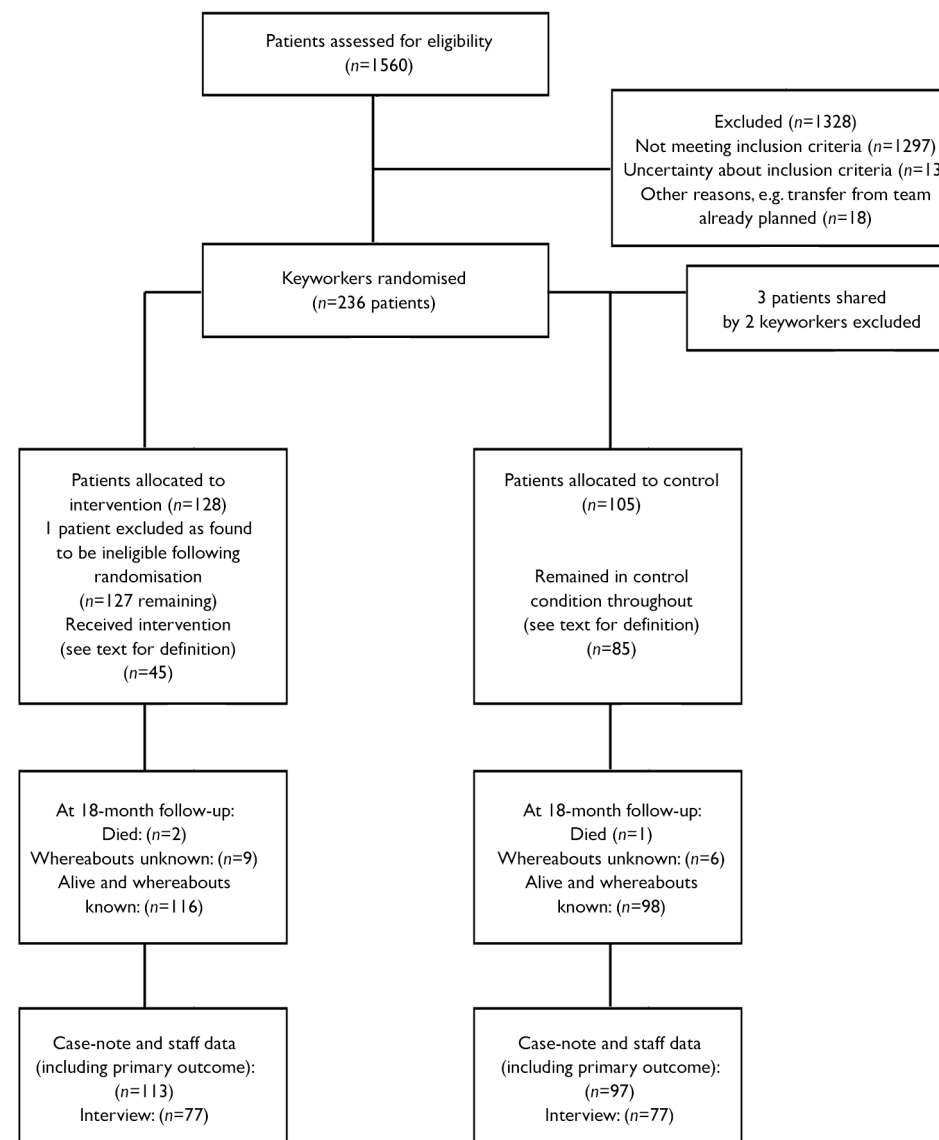 Patients assessed for eligibility
(n=1560)
Excluded (n=1328)
Not meeting inclusion criteria (n=1297)
Uncertainty about inclusion criteria (n=13
Other reasons, e.g. transfer from team
already planned (n=18)
Keyworkers randomised
(n=236 patients)
3 patients shared
by 2 keyworkers excluded
Patients allocated to
intervention (n=128)
1 patient excluded as found
to be ineligible following
randomisation
(n=127 remaining)
Received intervention
(see text for definition)
(n=45)
Patients allocated to control
(n=105)
Remained in control
condition throughout
(see text for definition)
(n=85)
At 18-month follow-up:
Died: (n=2)
Whereabouts unknown: (n=9)
Alive and whereabouts
known: (n=116)
At 18-month follow-up:
Died (n=1)
Whereabouts unknown: (n=6)
Alive and whereabouts
known: (n=98)
Case-note and staff data
(including primary outcome):
(n=113)
Interview: (n=77)
Case-note and staff data
(including primary outcome):
(n=97)
Interview: (n=77)